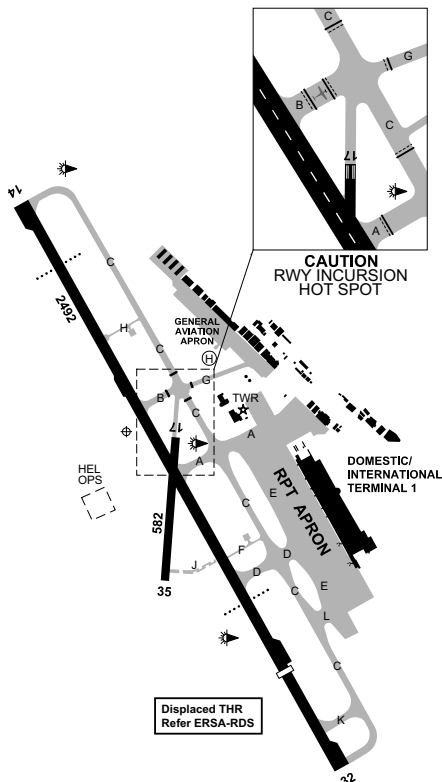 C
G
B
C
17
A
CAUTION
RWY INCURSION
HOT SPOT
14
C
2492
H
GENERAL
AVIATION
APRON
C
H
G
B
C
TWR
17
A
A
DOMESTIC/
INTERNATIONAL
TERMINAL 1
HEL
OPS
E
C
RPT APRON
582
F
D
J
D
E
35
C
L
C
Displaced THR
Refer ERSA-RDS
K
32